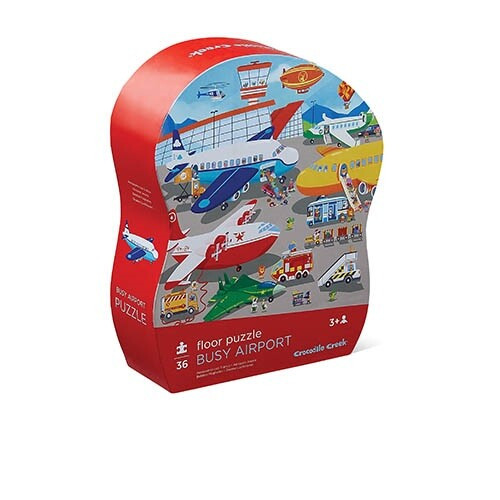 Crocodile Creek
BUSY AIRPORT
PUZZLE
36
floor puzzle
BUSY AIRPORT
3+
Crocodile Creek